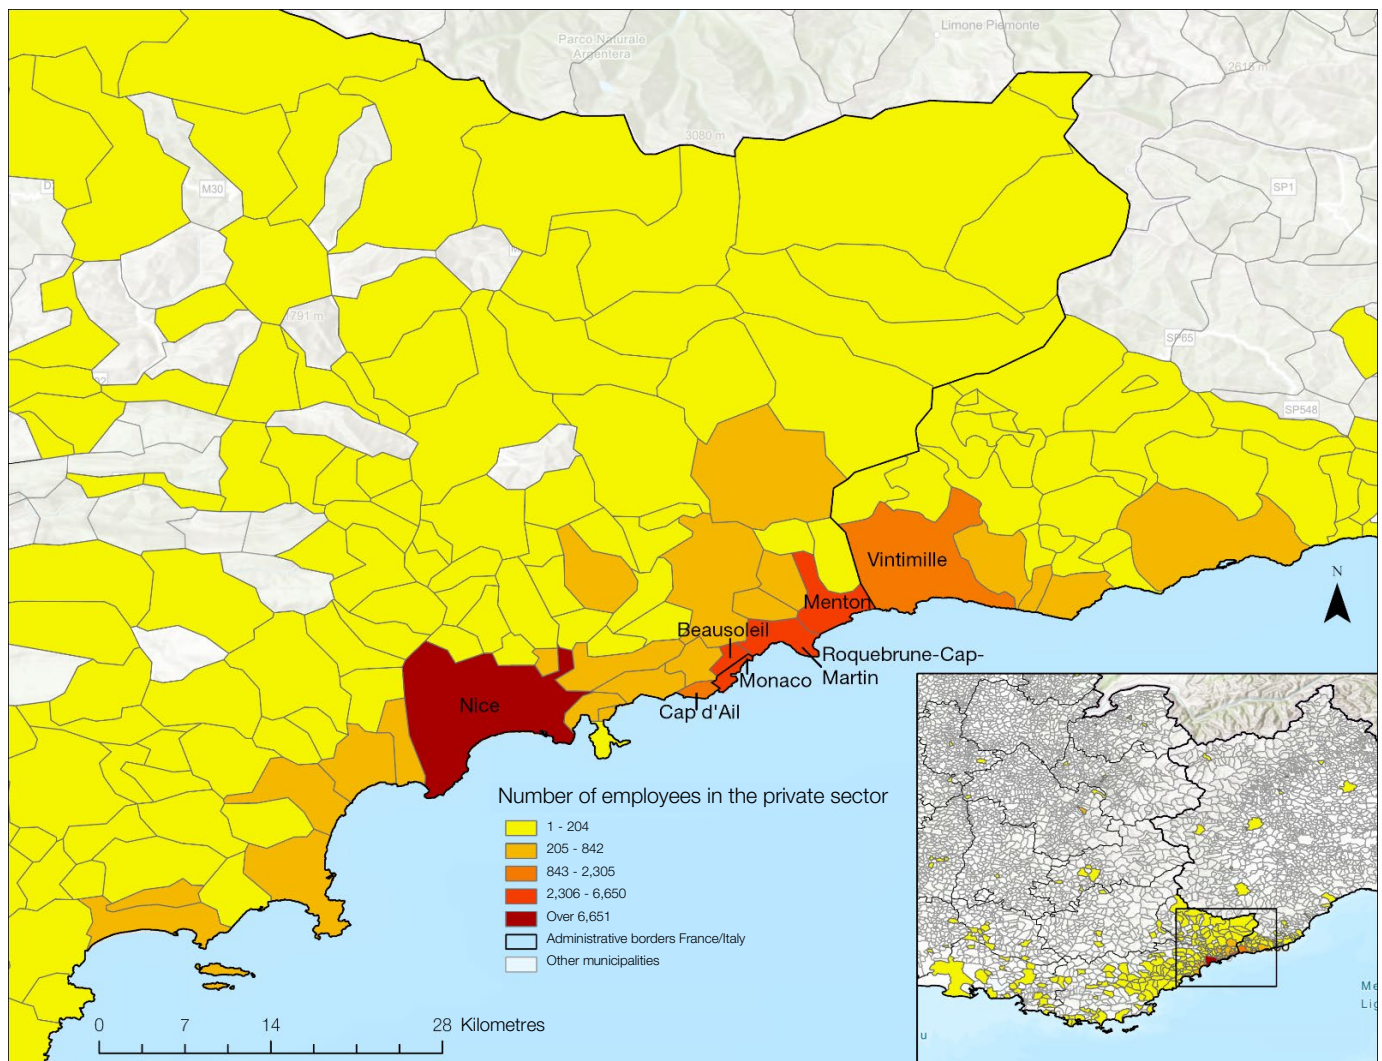 Limone Piemonte
Parco Naturale
Argentera
2615 m
3080 m
M30
SP1
791 m
SP65
SP548
Vintimille
N
Menton
Beausoleil
Roquebrune-Cap-
Martin
Monaco
Nice
Cap d'Ail
Number of employees in the private sector
1 - 204
205 - 842
843 - 2,305
2,306 - 6,650
Over 6,651
Administrative borders France/Italy
Other municipalities
0 7 14 28 Kilometres
Me
Lig
u